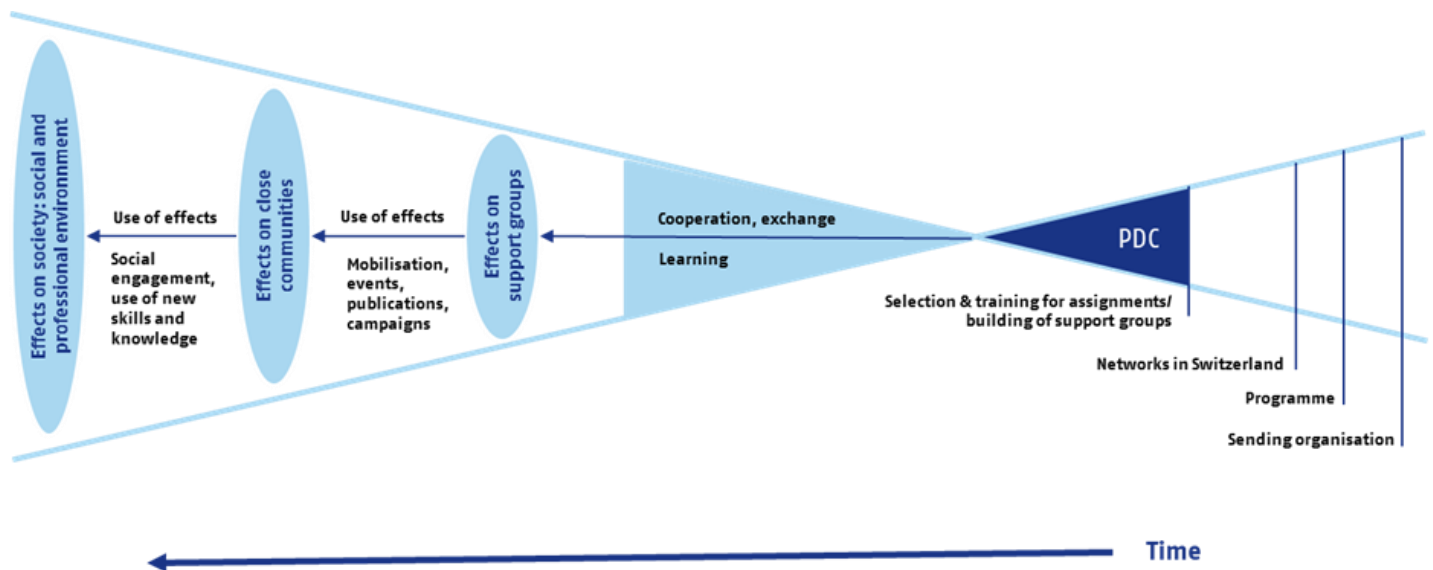 Effects on society: social and
professional environnment
Use of effects
Social
engagement,
use of new
skills and
knowledge
Effects on close
communities
Use of effects
Mobilisation,
events,
publications,
campaigns
Effects on
support groups
Cooperation, exchange
Learning
PDC
Selection & training for assignments/
building of support groups
Networks in Switzerland
Programme
Sending organisation
Time